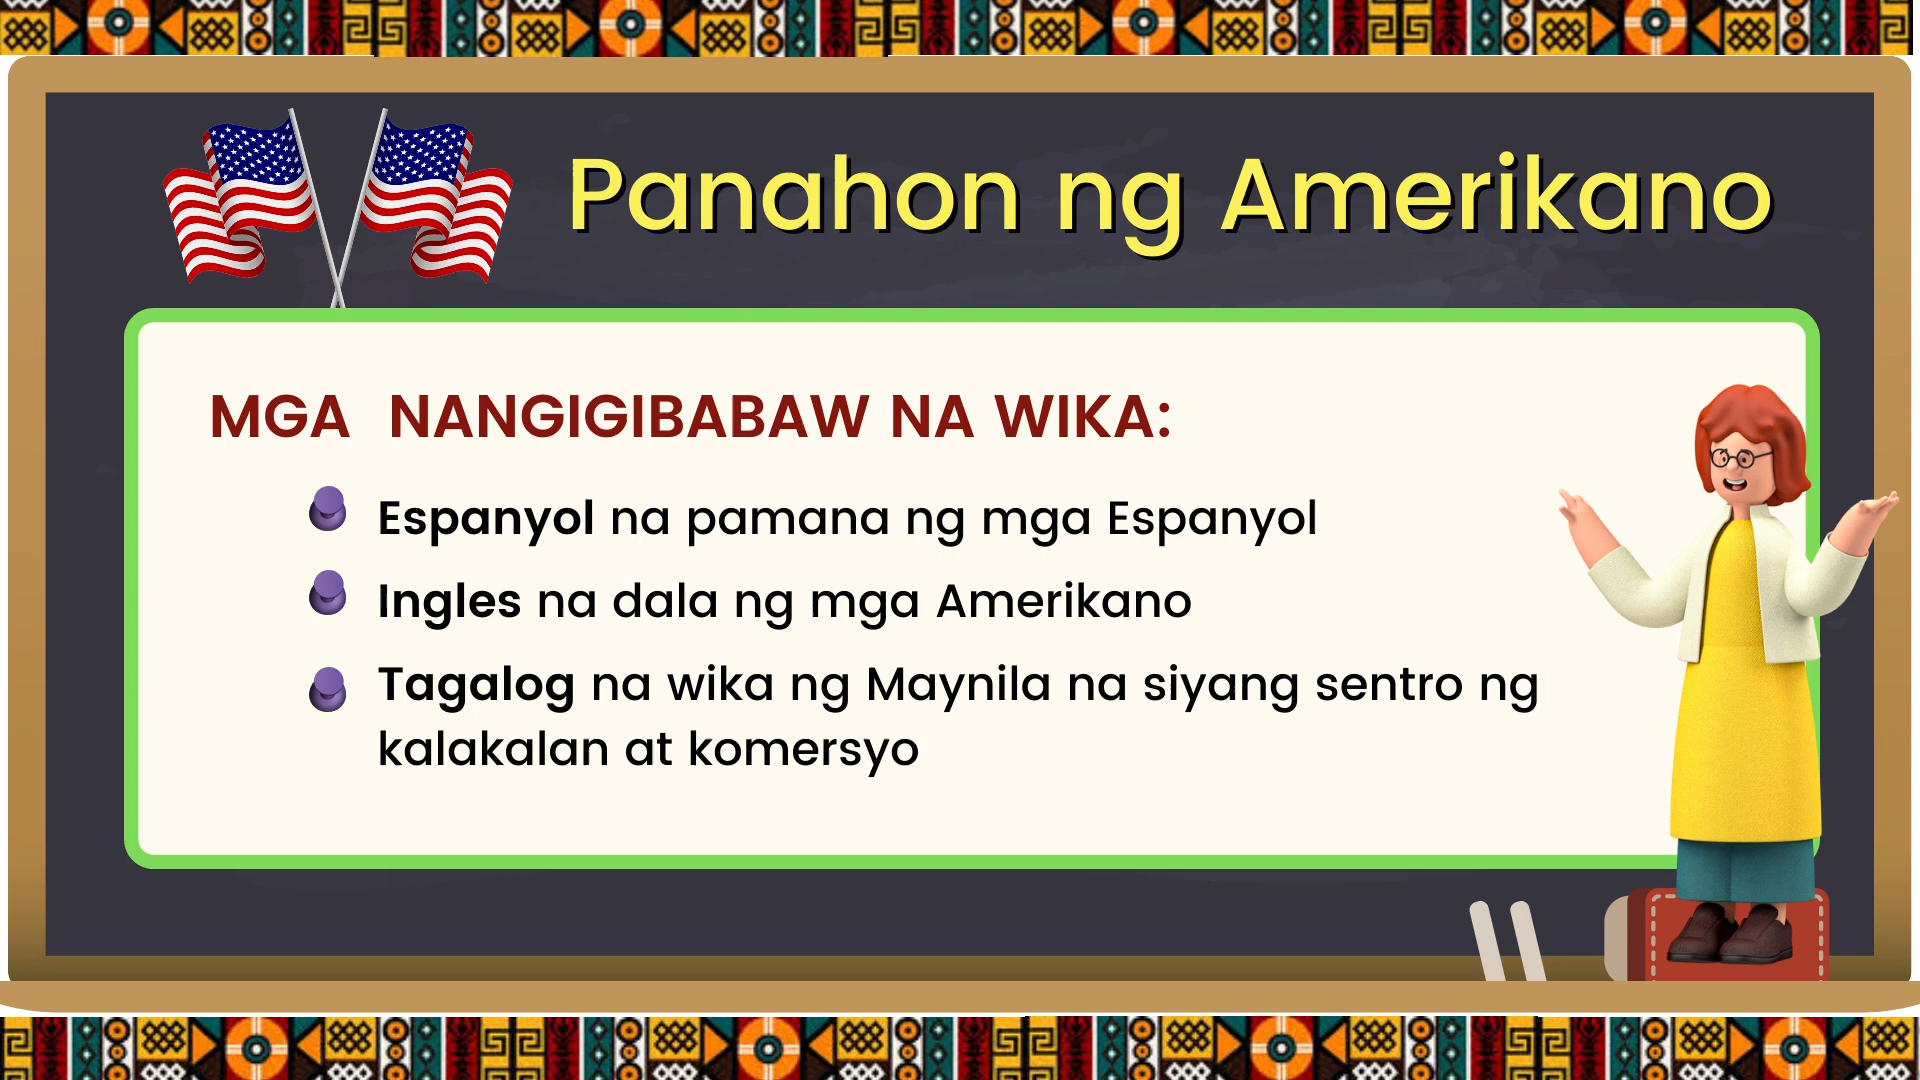 Panahon ng Amerikano
MGA NANGIGIBABAW NA WIKA:
Espanyol na pamana ng mga Espanyol
Ingles na dala ng mga Amerikano
Tagalog na wika ng Maynila na siyang sentro ng
kalakalan at komersyo